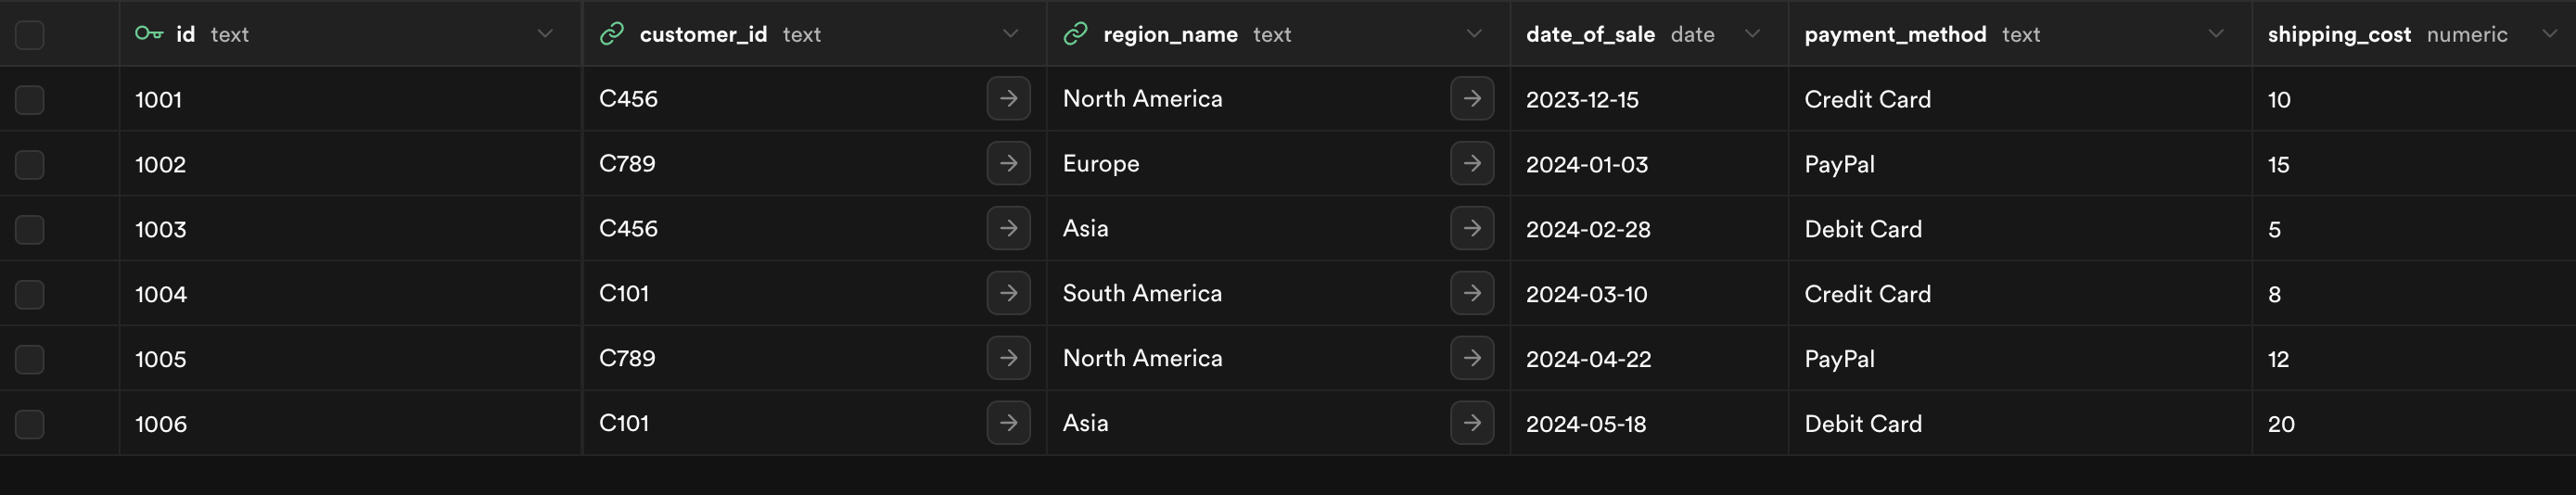 id text customer_id text region_name text date_of_sale date payment_method text shipping_cost numeric
1001 C456 North America 2023-12-15 Credit Card 10
1002 C789 Europe 2024-01-03 PayPal 15
1003 C456 Asia 2024-02-28 Debit Card 5
1004 C101 South America 2024-03-10 Credit Card 8
1005 C789 North America 2024-04-22 PayPal 12
1006 C101 Asia 2024-05-18 Debit Card 20